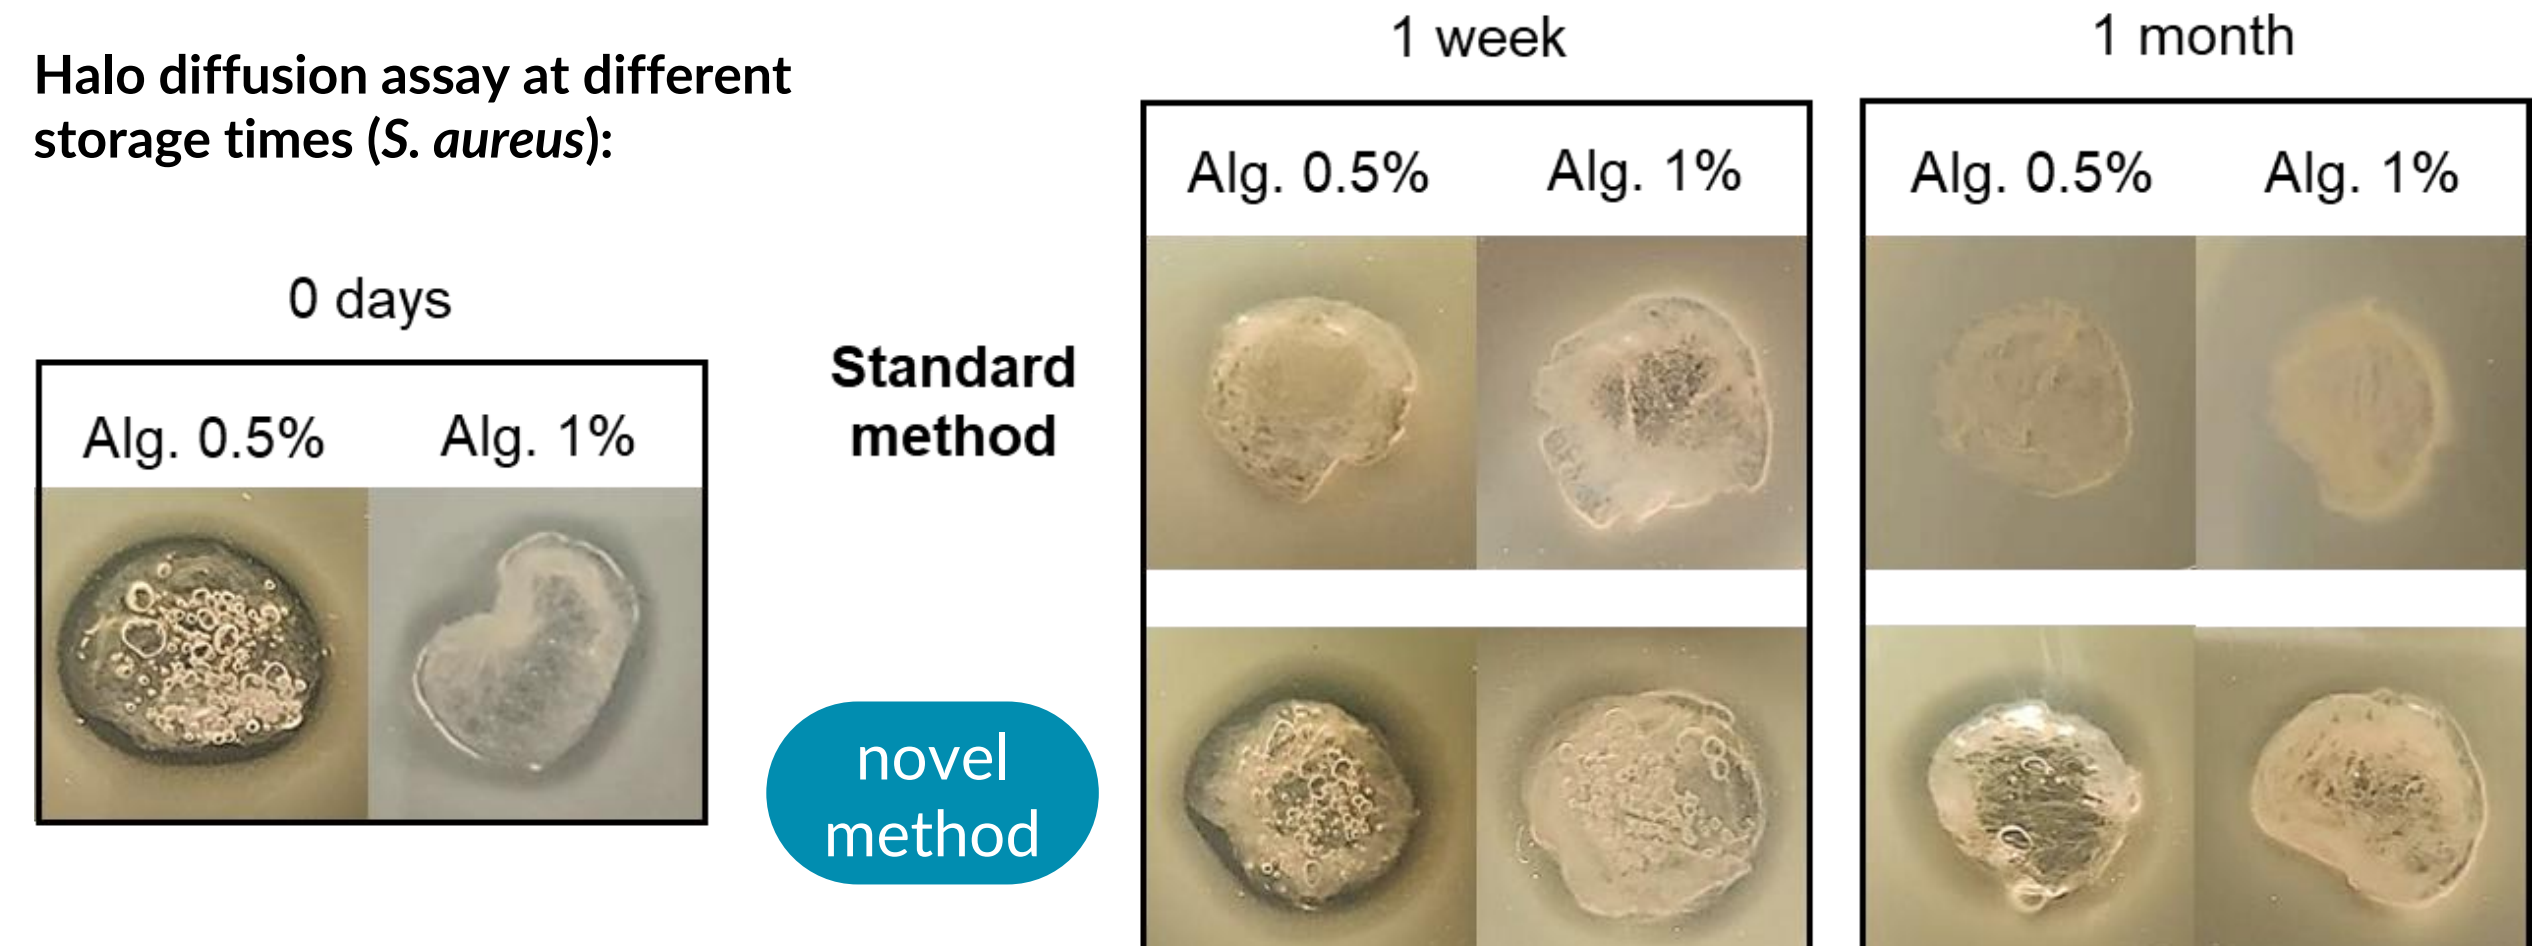 Halo diffusion assay at different
storage times (S. aureus):
0 days
Alg. 0.5% Alg. 1%
Standard
method
novel
method
1 week
Alg. 0.5% Alg. 1%
1 month
Alg. 0.5% Alg. 1%